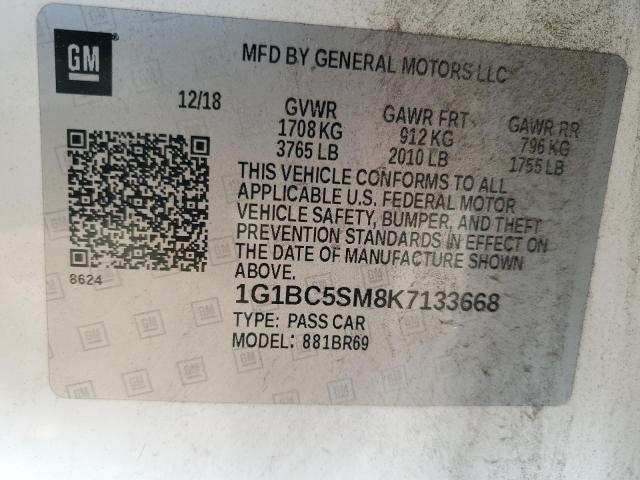 GM
MFD BY GENERAL MOTORS LLC
12/18 GVWR GAWR FRT GAWR RR
1708 KG 912 KG 796 KG
3765 LB 2010 LB 1755 LB
THIS VEHICLE CONFORMS TO ALL
APPLICABLE U.S. FEDERAL MOTOR
VEHICLE SAFETY, BUMPER, AND THEFT
PREVENTION STANDARDS IN EFFECT ON
THE DATE OF MANUFACTURE SHOWN
ABOVE.
8624
1G1BC5SM8K7133668
TYPE: PASS CAR
MODEL: 881BR69